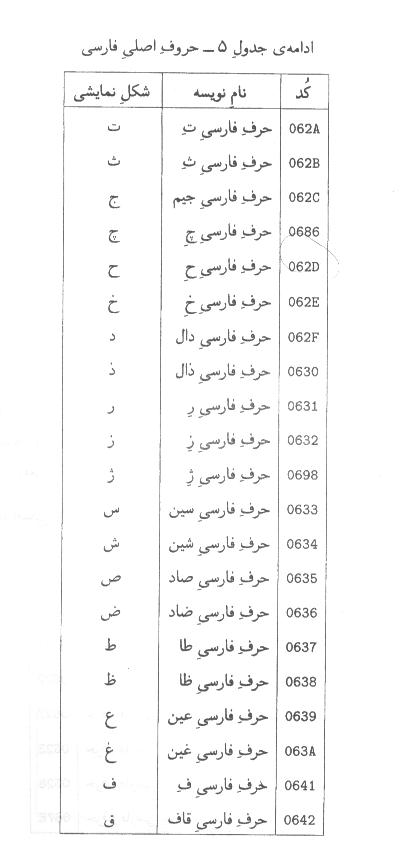 ادامه‌ی جدولِ ۵ ــ حروفِ اصلیِ فارسی
کُد نامِ نویسه شکلِ نمایشی
062A حرفِ فارسیِ تِ ت
062B حرفِ فارسیِ ثِ ث
062C حرفِ فارسیِ جیم ج
0686 حرفِ فارسیِ چِ چ
062D حرفِ فارسیِ حِ ح
062E حرفِ فارسیِ خِ خ
062F حرفِ فارسیِ دال د
0630 حرفِ فارسیِ ذال ذ
0631 حرفِ فارسیِ رِ ر
0632 حرفِ فارسیِ زِ ز
0698 حرفِ فارسیِ ژِ ژ
0633 حرفِ فارسیِ سین س
0634 حرفِ فارسیِ شین ش
0635 حرفِ فارسیِ صاد ص
0636 حرفِ فارسیِ ضاد ض
0637 حرفِ فارسیِ طا ط
0638 حرفِ فارسیِ ظا ظ
0639 حرفِ فارسیِ عین ع
063A حرفِ فارسیِ غین غ
0641 حرفِ فارسیِ فِ ف
0642 حرفِ فارسیِ قاف ق